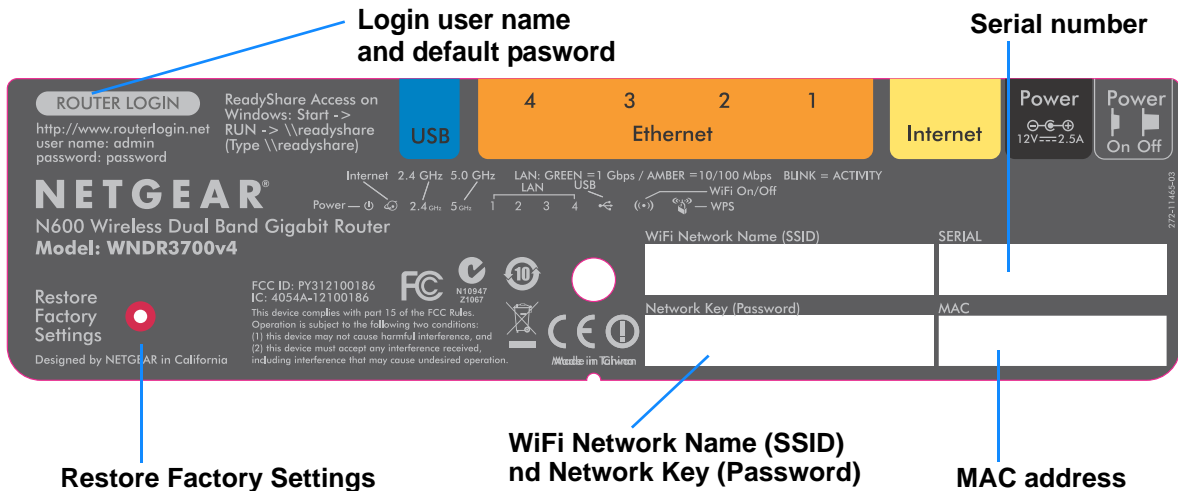 Login user name
and default pasword
Serial number
ROUTER LOGIN
http://www.routerlogin.net
user name: admin
password: password
ReadyShare Access on
Windows: Start ->
RUN -> \\readyshare
(Type \\readyshare)
USB
4 3 2 1
Ethernet
Internet
Power
12V 2.5A
Power
On Off
Internet 2.4 GHz 5.0 GHz LAN: GREEN =1 Gbps / AMBER =10/100 Mbps BLINK = ACTIVITY
LAN USB WiFi On/Off
Power 2.4 GHz 5 GHz 1 2 3 4 WPS
272-11465-03
NETGEAR®
N600 Wireless Dual Band Gigabit Router
Model: WNDR3700v4
WiFi Network Name (SSID)
SERIAL
Network Key (Password)
MAC
Restore
Factory
Settings
Designed by NETGEAR in California
FCC ID: PY312100186
IC: 4054A-12100186
This device complies with part 15 of the FCC Rules.
Operation is subject to the following two conditions:
(1) this device may not cause harmful interference, and
(2) this device must accept any interference received,
including interference that may cause undesired operation.
FC
N10947
Z1067
10
CE
Made in
Restore Factory Settings
WiFi Network Name (SSID)
nd Network Key (Password)
MAC address